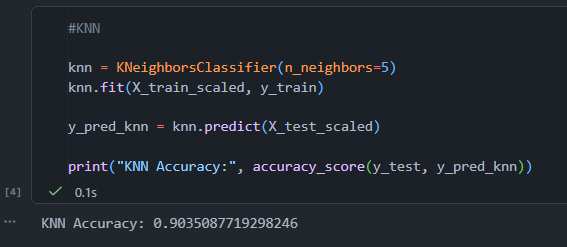 #KNN
knn = KNeighborsClassifier(n_neighbors=5)
knn.fit(X_train_scaled, y_train)
y_pred_knn = knn.predict(X_test_scaled)
print("KNN Accuracy:", accuracy_score(y_test, y_pred_knn))
[4] ✓ 0.1s
... KNN Accuracy: 0.9035087719298246